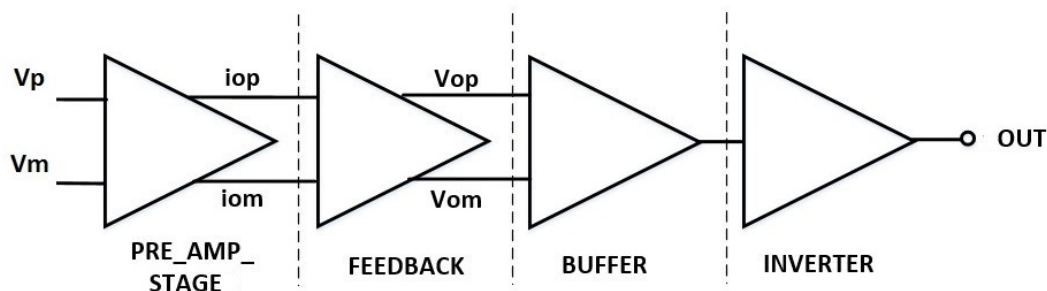 Vp
iop
Vop
OUT
Vm
iom
Vom
PRE_AMP_
STAGE
FEEDBACK
BUFFER
INVERTER